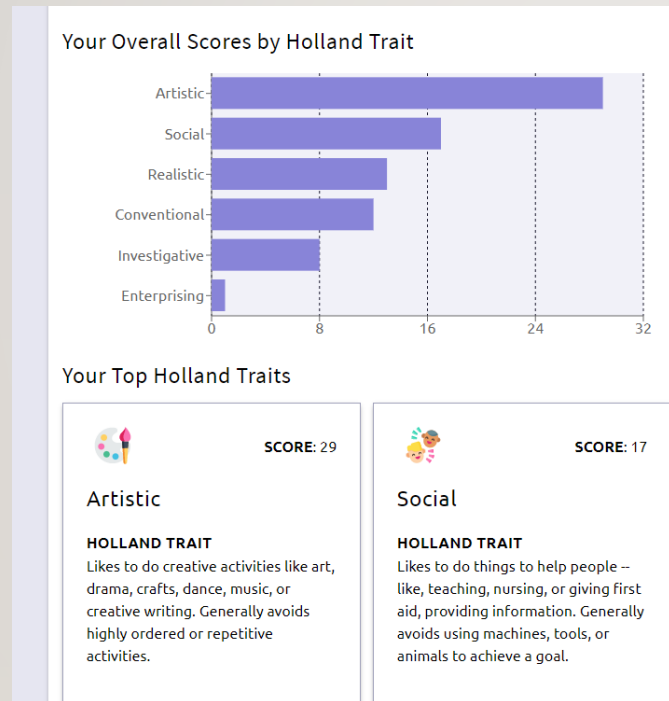 Your Overall Scores by Holland Trait
Artistic
Social
Realistic
Conventional
Investigative
Enterprising
0 8 16 24 32
Your Top Holland Traits
SCORE: 29
Artistic
HOLLAND TRAIT
Likes to do creative activities like art,
drama, crafts, dance, music, or
creative writing. Generally avoids
highly ordered or repetitive
activities.
SCORE: 17
Social
HOLLAND TRAIT
Likes to do things to help people --
like, teaching, nursing, or giving first
aid, providing information. Generally
avoids using machines, tools, or
animals to achieve a goal.